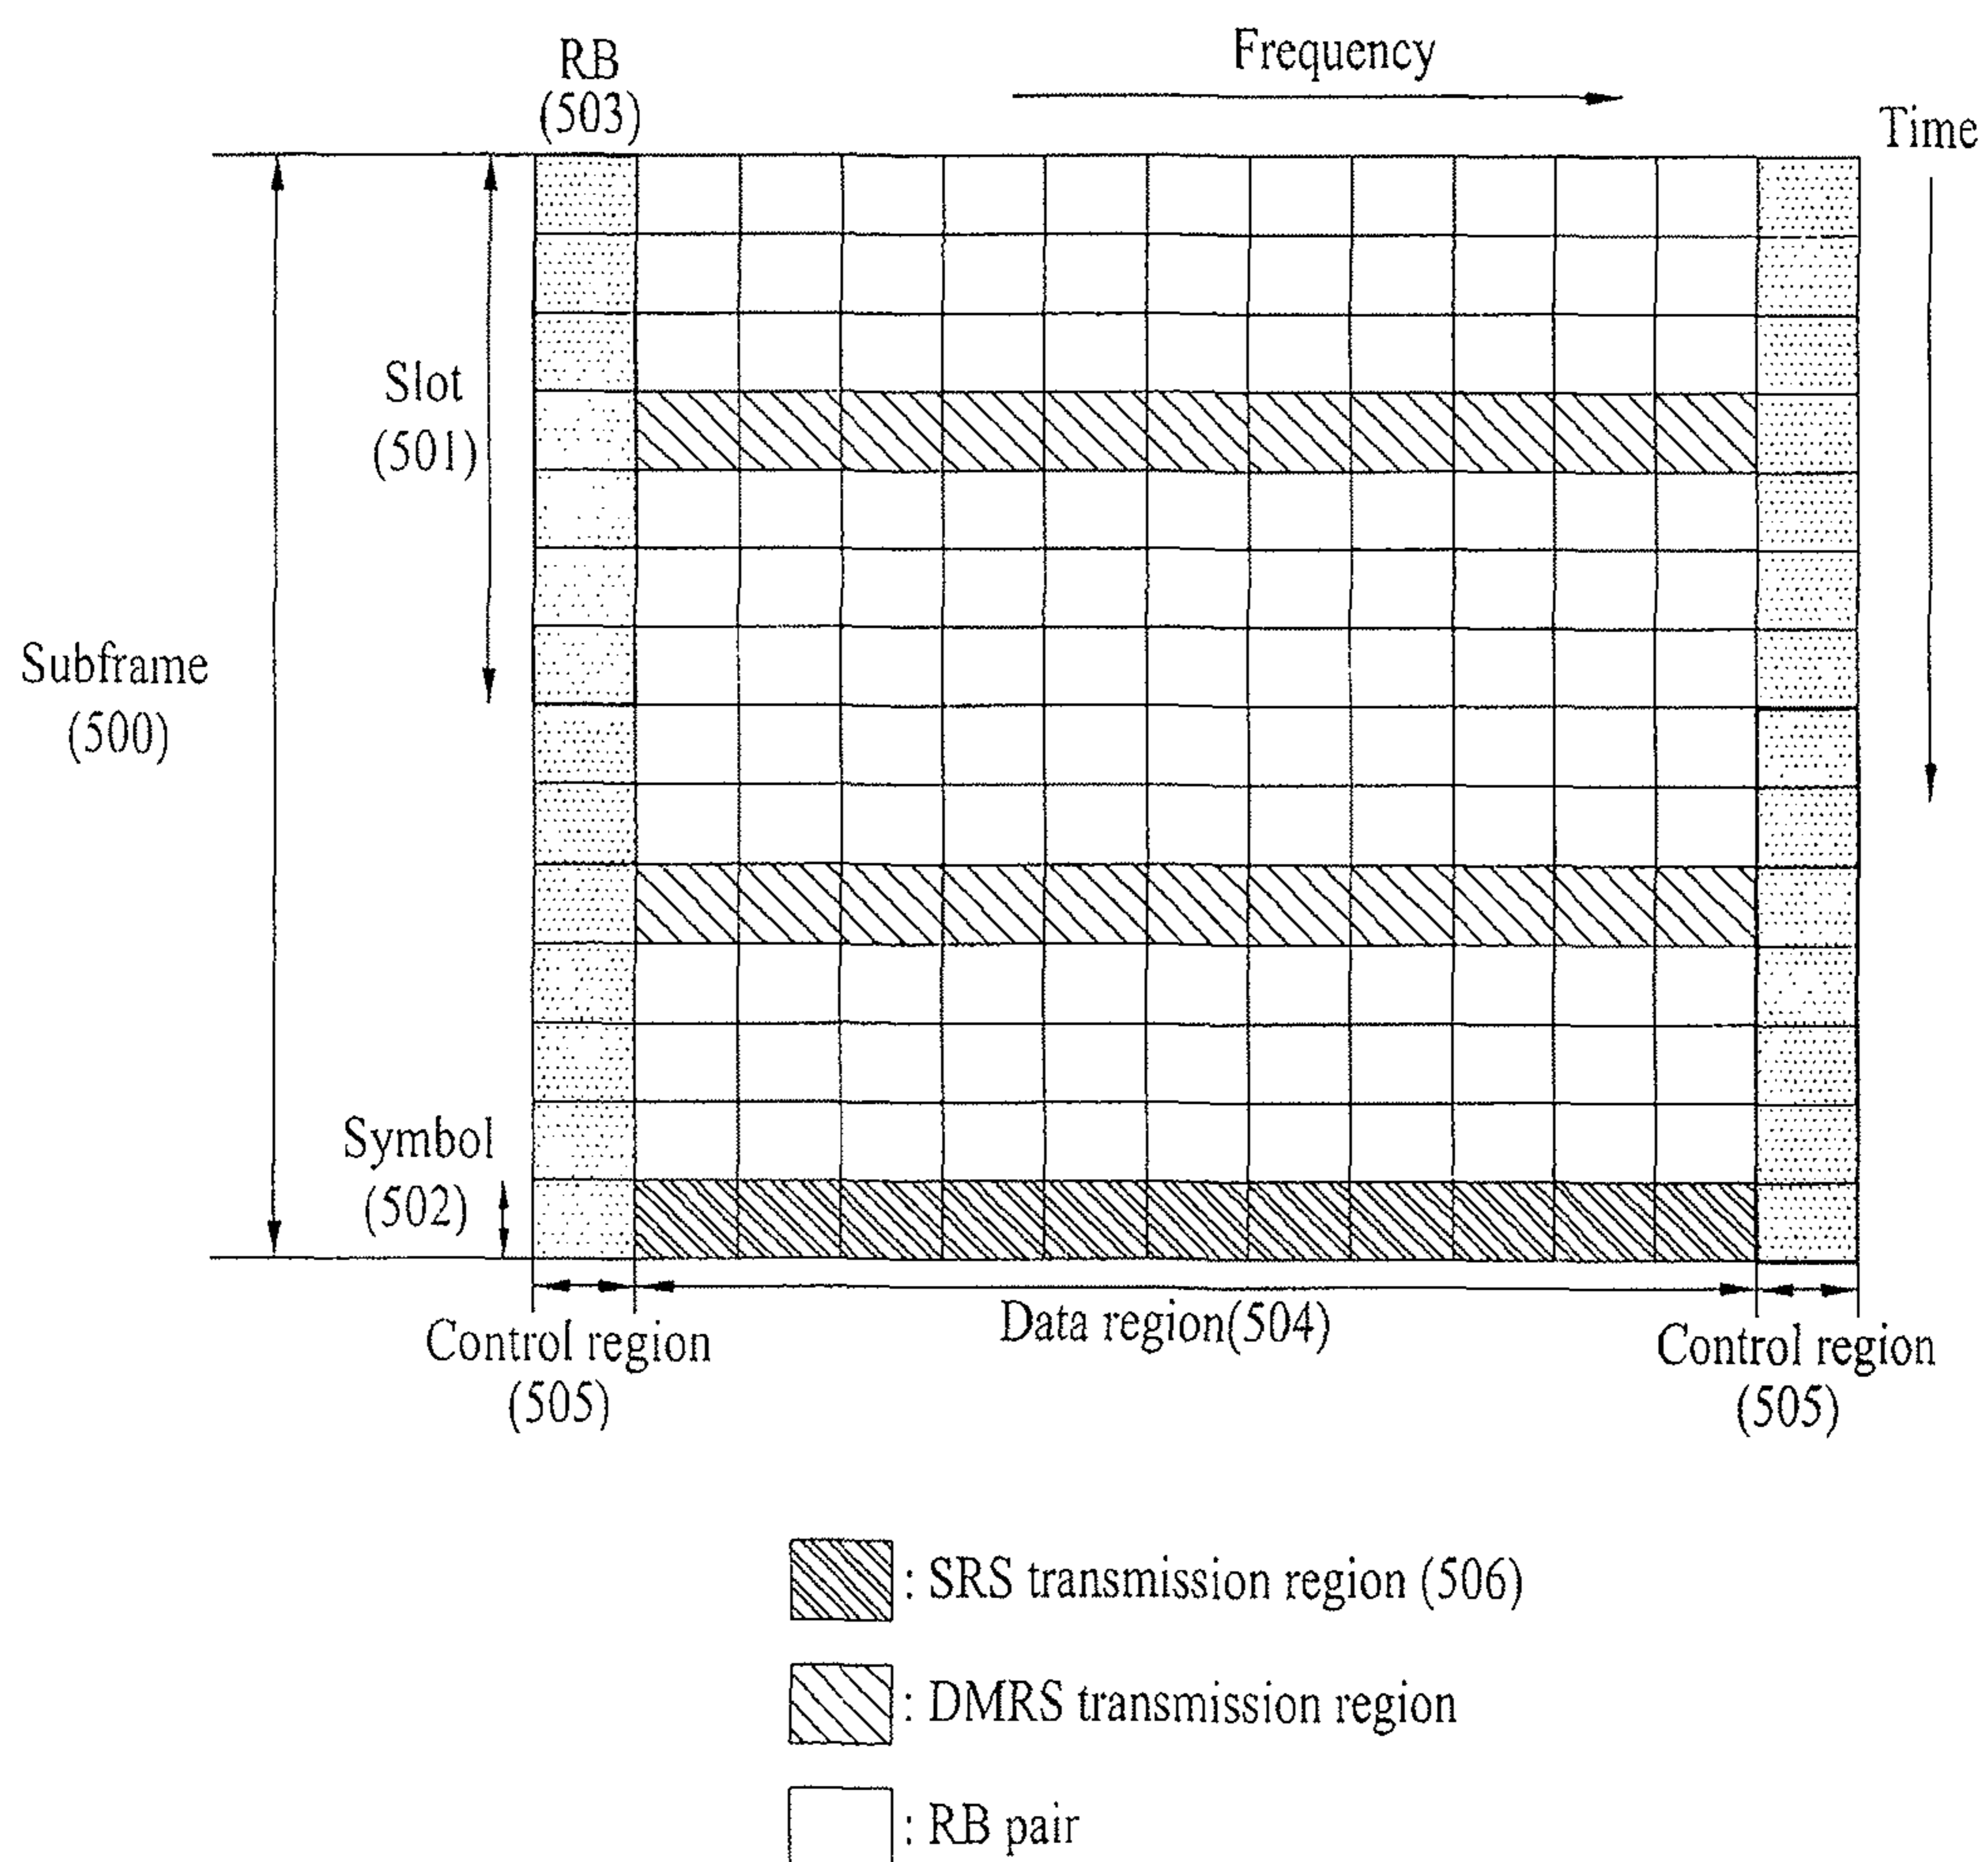 RB
(503)
Frequency
Time
Slot
(501)
Subframe
(500)
Symbol
(502)
Control region
(505)
Data region(504)
Control region
(505)
: SRS transmission region (506)
: DMRS transmission region
: RB pair